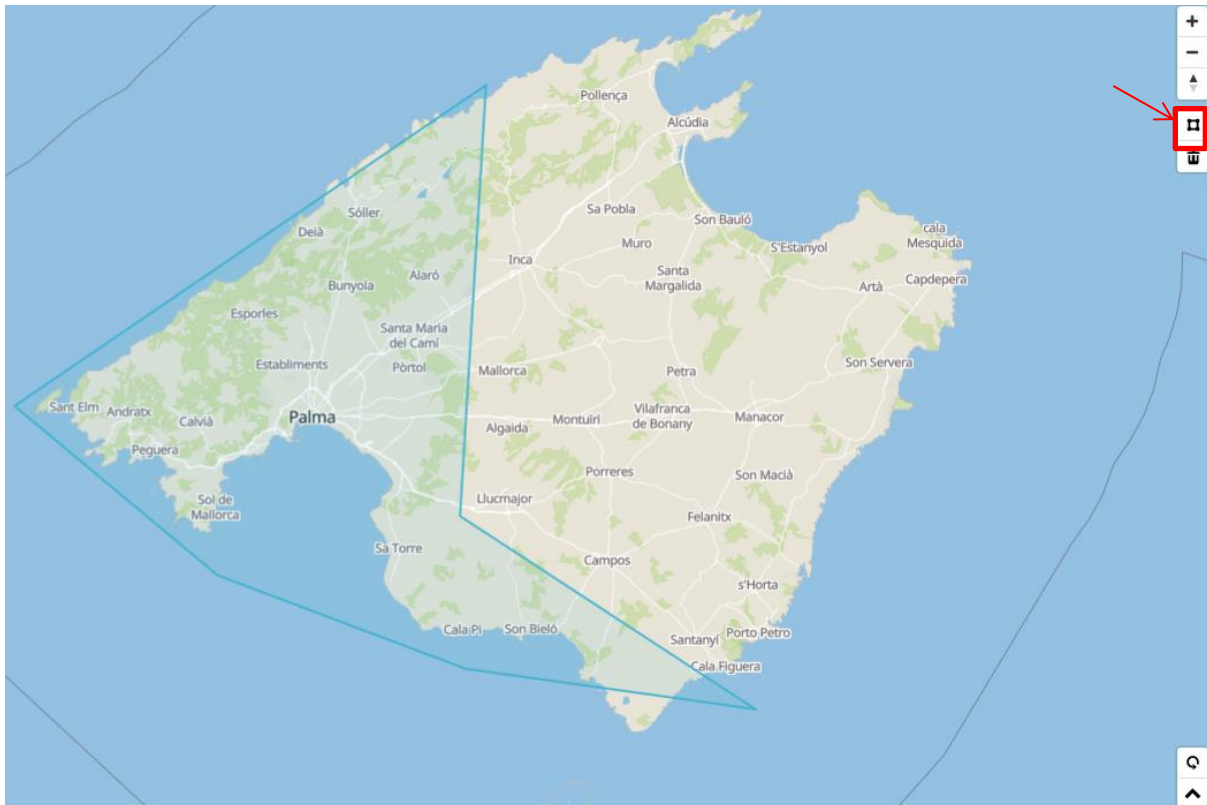 Pollença
Alcúdia
Sóller
Sa Pobla
Son Bauló
Deià
Muro
S'Estanyol
cala
Mesquida
Inca
Alaró
Santa
Margalida
Bunyola
Artà
Capdepera
Esporles
Santa Maria
del Camí
Establiments
Pòrtol
Mallorca
Petra
Son Servera
Sant Elm
Andratx
Calvià
Palma
Algaida
Montuïri
Vilafranca
de Bonany
Manacor
Peguera
Porreres
Son Macià
Sol de
Mallorca
Llucmajor
Felanitx
Sa Torre
Campos
s'Horta
Cala Pi
Son Bieló
Santanyí
Porto Petro
Cala Figuera